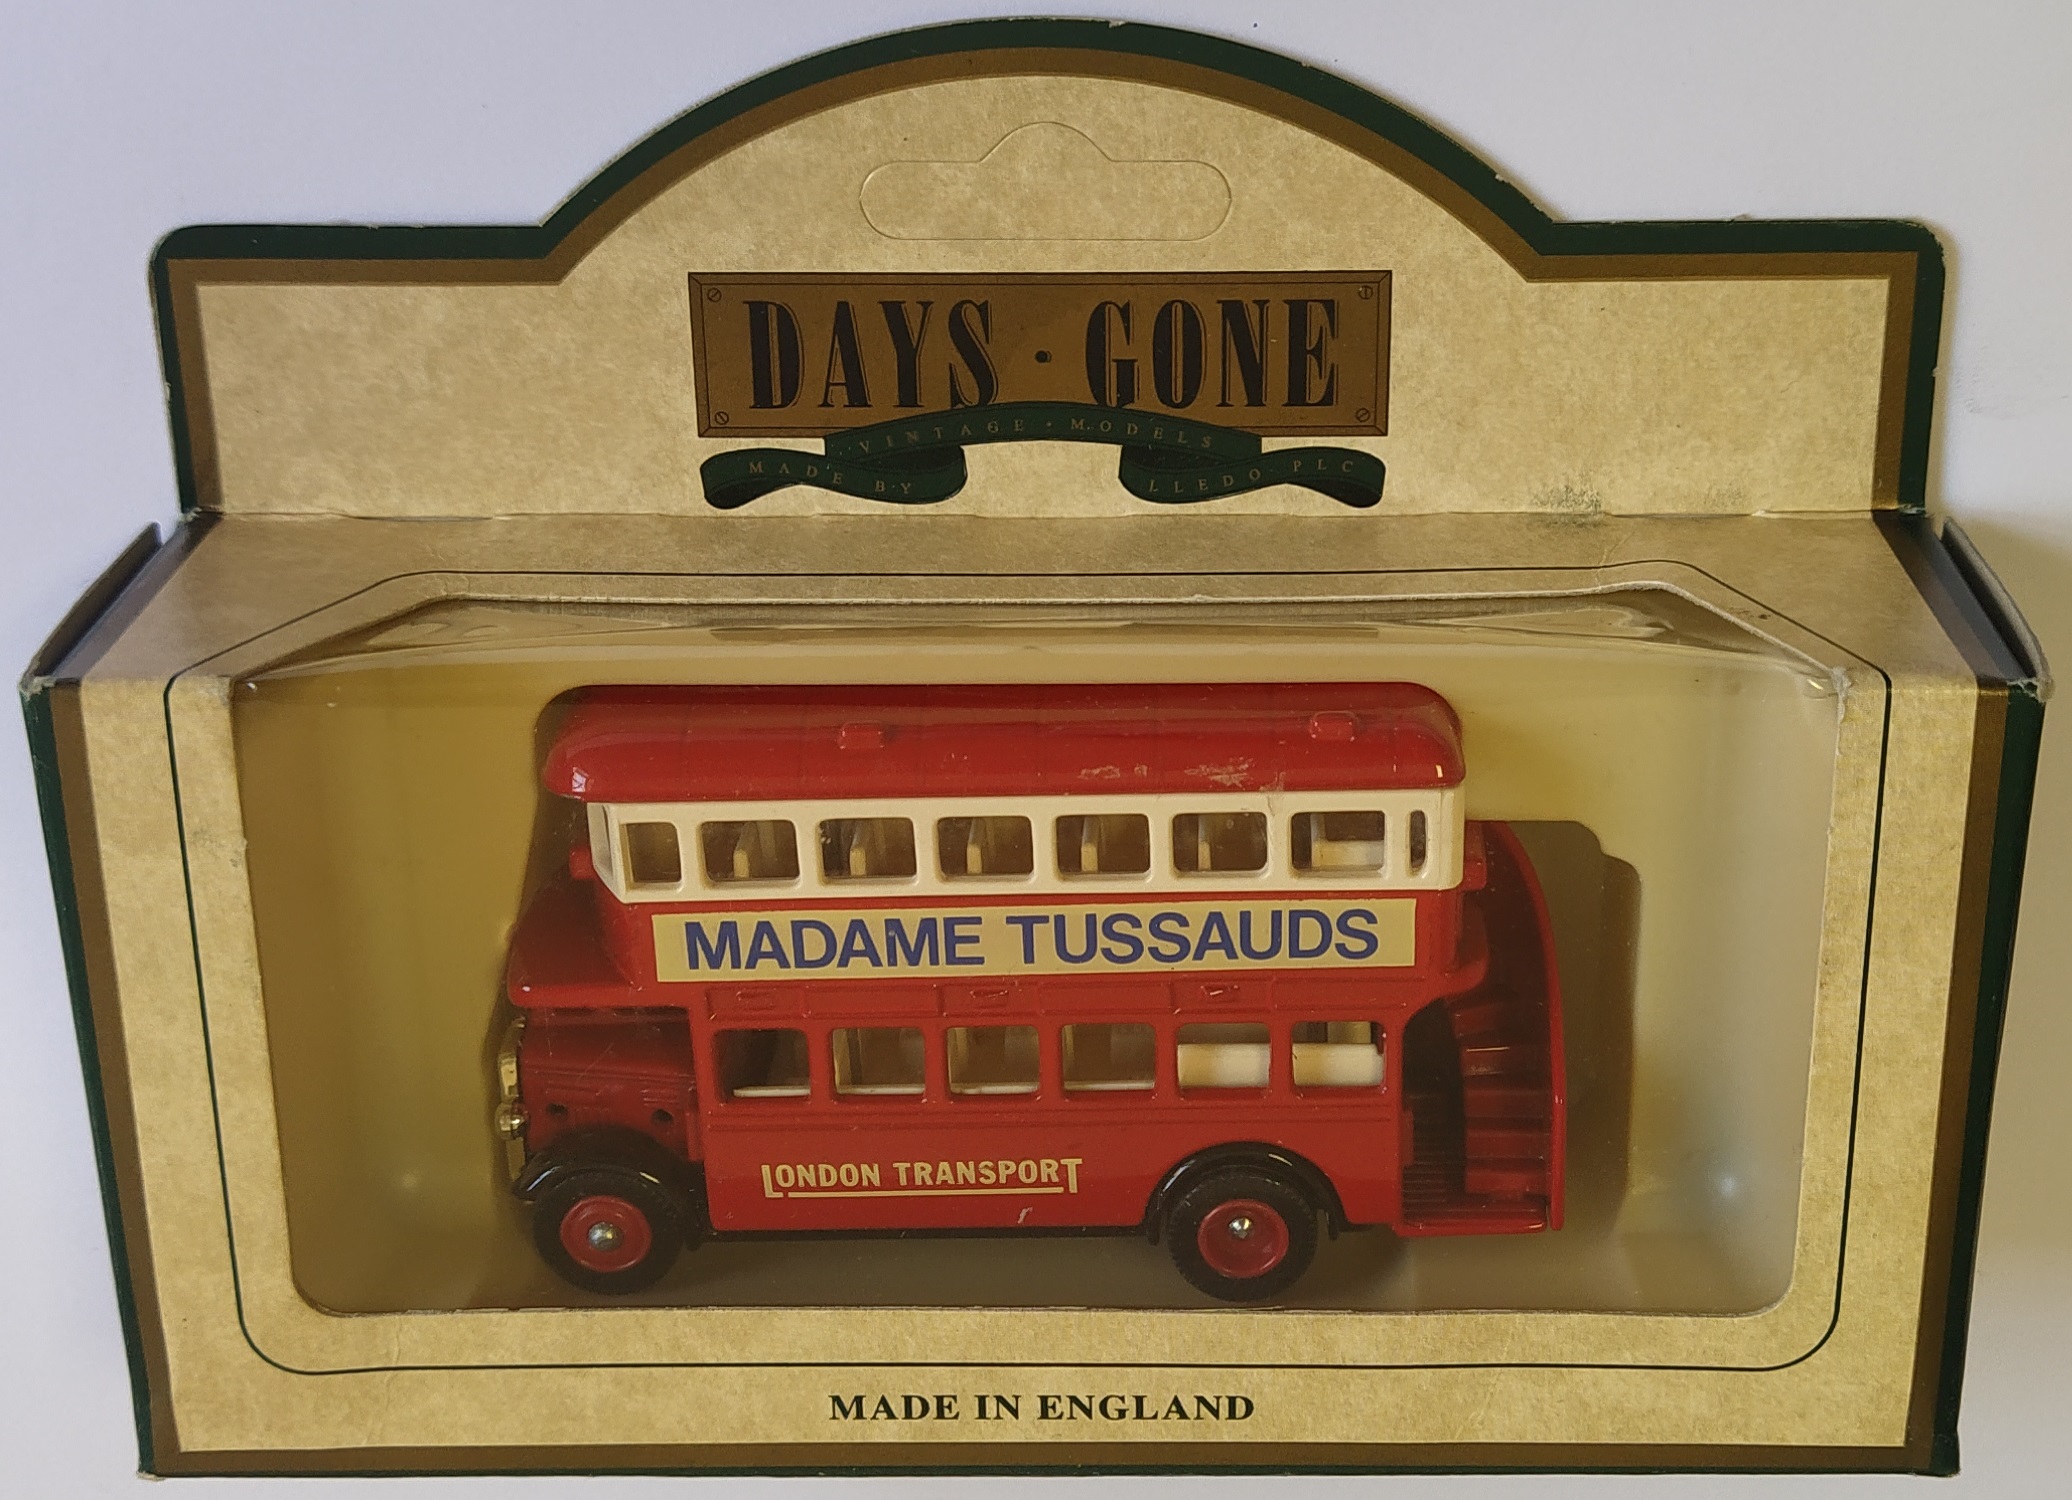 DAYS · GONE
VINTAGE · MODELS
MADE BY LLEDO PLC
MADAME TUSSAUDS
LONDON TRANSPORT
MADE IN ENGLAND